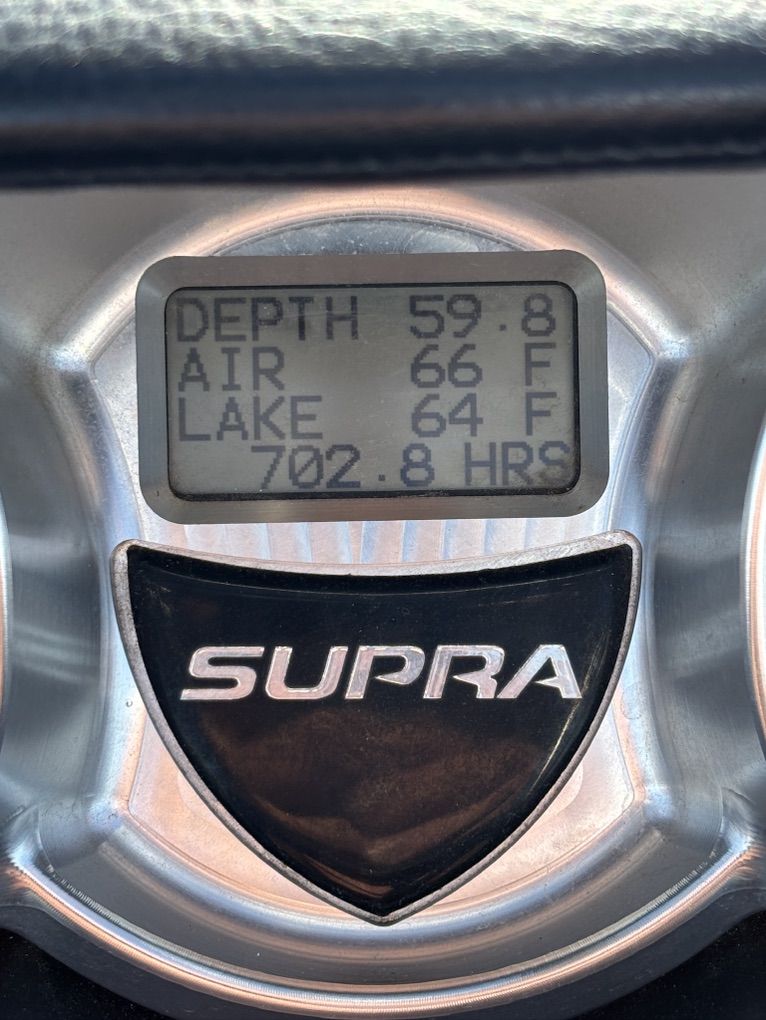 DEPTH 59.8
AIR 66 F
LAKE 64 F
702.8 HRS
SUPRA